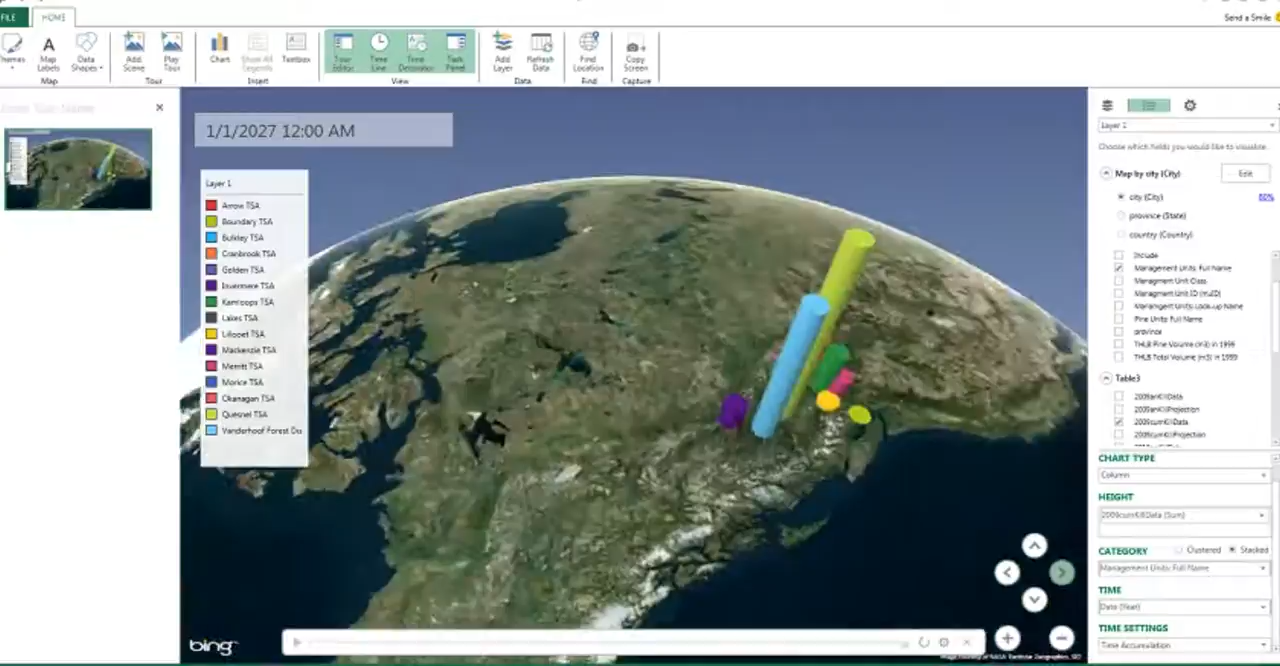 FILE
HOME
Send a Smile
Themes
Map
Labels
Data
Shapes
Map
Add
Scene
Play
Tour
Tour
Chart
Show All
Legends
Textbox
Insert
Tour
Editor
Time
Line
Time
Decorator
Task
Panel
View
Add
Layer
Refresh
Data
Data
Find
Location
Find
Copy
Screen
Capture
1/1/2027 12:00 AM
Layer 1
Arrow TSA
Boundary TSA
Bulkley TSA
Cranbrook TSA
Golden TSA
Invermere TSA
Kamloops TSA
Lakes TSA
Lillooet TSA
Mackenzie TSA
Merritt TSA
Morice TSA
Okanagan TSA
Quesnel TSA
Vanderhoof Forest Dis
bing
Layer 1
Choose which fields you would like to visualize.
Map by city (City)
Edit
city (City)
80%
province (State)
country (Country)
Include
Management Units: Full Name
Managment Unit Class
Managment Unit ID (muID)
Management Units: Look-up Name
Pine Units: Full Name
province
THLB Pine Volume (m3) in 1999
THLB Total Volume (m3) in 1999
Table3
2009annKillData
2009annKillProjection
2009cumKillData
2009cumKillProjection
CHART TYPE
Column
HEIGHT
2009cumKillData (Sum)
CATEGORY
Clustered
Stacked
Management Units: Full Name
TIME
Date (Year)
TIME SETTINGS
Time Accumulation